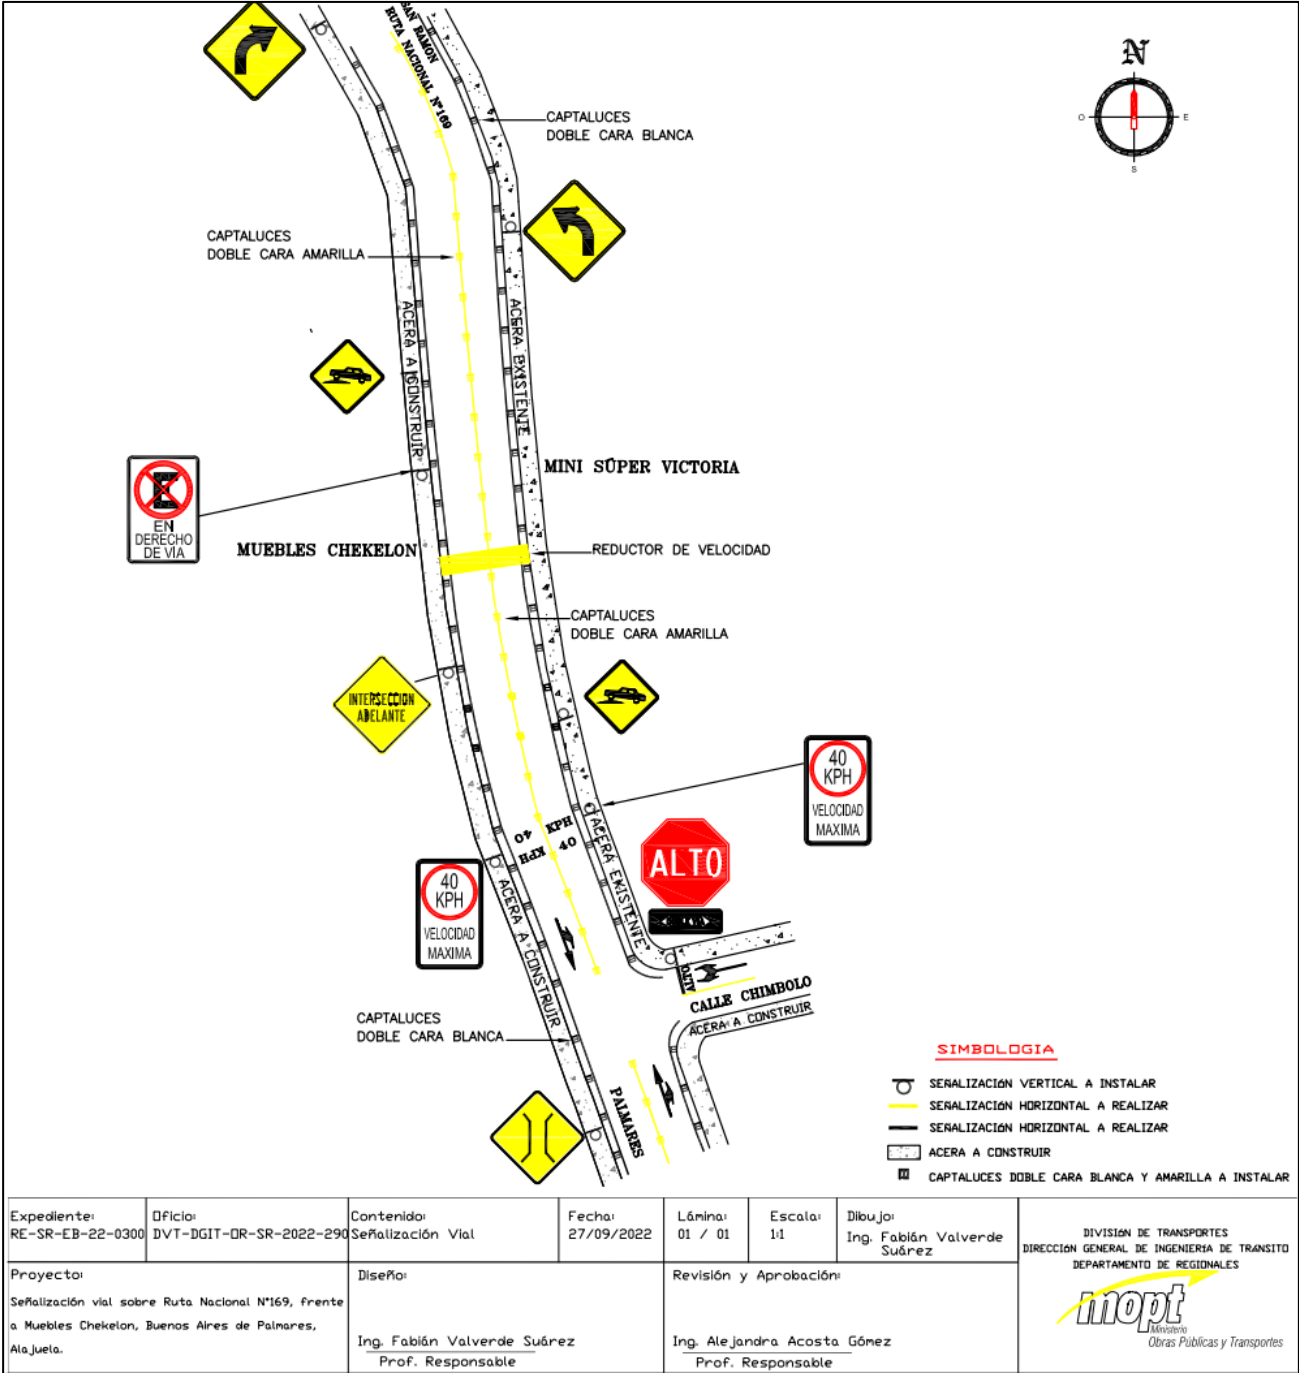 SAN RAMON
RUTA NACIONAL N°169
N
O
E
S
CAPTALUCES
DOBLE CARA BLANCA
CAPTALUCES
DOBLE CARA AMARILLA
ACERA A CONSTRUIR
ACERA EXISTENTE
MINI SÚPER VICTORIA
E
EN
DERECHO
DE VÍA
MUEBLES CHEKELON
REDUCTOR DE VELOCIDAD
CAPTALUCES
DOBLE CARA AMARILLA
INTERSECCION
ADELANTE
40
KPH
VELOCIDAD
MAXIMA
40 KPH
40 KPH
ACERA EXISTENTE
ALTO
40
KPH
VELOCIDAD
MAXIMA
ACERA A CONSTRUIR
ALTO
CALLE CHIMBOLO
ACERA A CONSTRUIR
CAPTALUCES
DOBLE CARA BLANCA
PALMARES
SIMBOLOGIA
SEÑALIZACIÓN VERTICAL A INSTALAR
SEÑALIZACIÓN HORIZONTAL A REALIZAR
SEÑALIZACIÓN HORIZONTAL A REALIZAR
ACERA A CONSTRUIR
CAPTALUCES DOBLE CARA BLANCA Y AMARILLA A INSTALAR
Expediente:
RE-SR-EB-22-0300
Oficio:
DVT-DGIT-OR-SR-2022-290
Contenido:
Señalización Vial
Fecha:
27/09/2022
Lámina:
01 / 01
Escala:
1:1
Dibujo:
Ing. Fabián Valverde
Suárez
Proyecto:
Señalización vial sobre Ruta Nacional N°169, frente
a Muebles Chekelon, Buenos Aires de Palmares,
Alajuela.
Diseño:
Ing. Fabián Valverde Suárez
Prof. Responsable
Revisión y Aprobación:
Ing. Alejandra Acosta Gómez
Prof. Responsable
DIVISIÓN DE TRANSPORTES
DIRECCIÓN GENERAL DE INGENIERÍA DE TRÁNSITO
DEPARTAMENTO DE REGIONALES
mopt
Ministerio
Obras Públicas y Transportes